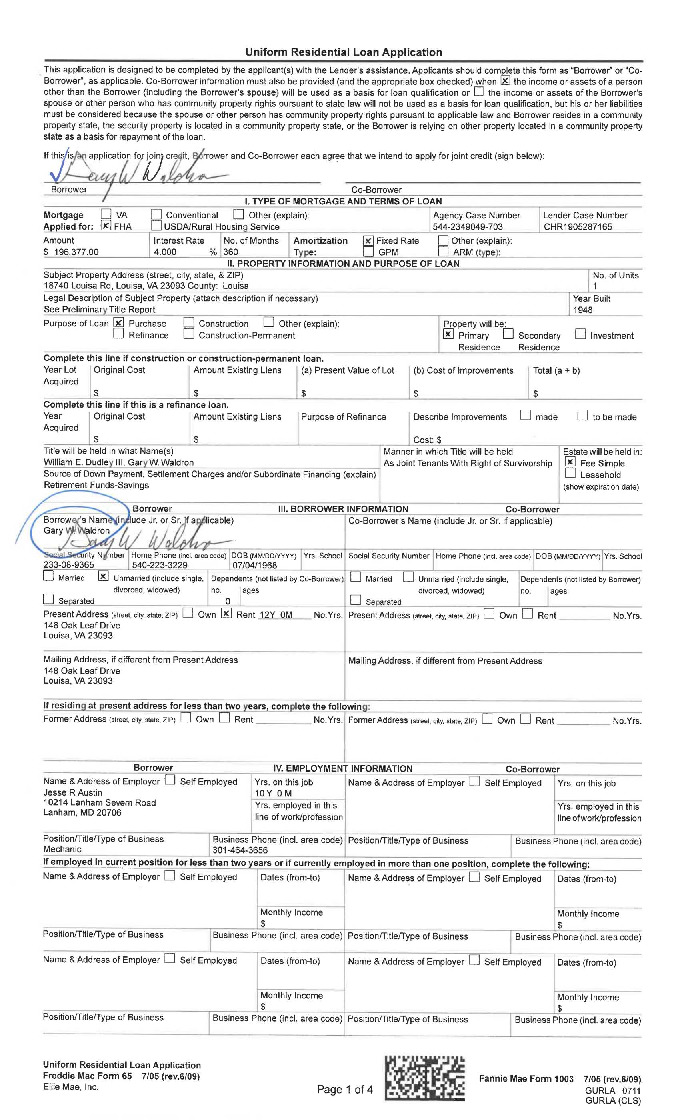 Uniform Residential Loan Application
This application is designed to be completed by the applicant(s) with the Lender's assistance. Applicants should complete this form as "Borrower" or "Co-
Borrower", as applicable. Co-Borrower information must also be provided (and the appropriate box checked) when ☒ the income or assets of a person
other than the Borrower (including the Borrower's spouse) will be used as a basis for loan qualification or ☐ the income or assets of the Borrower's
spouse or other person who has community property rights pursuant to state law will not be used as a basis for loan qualification, but his or her liabilities
must be considered because the spouse or other person has community property rights pursuant to applicable law and Borrower resides in a community
property state, the security property is located in a community property state, or the Borrower is relying on other property located in a community property
state as a basis for repayment of the loan.
If this is an application for joint credit, Borrower and Co-Borrower each agree that we intend to apply for joint credit (sign below):
Gary W Waldron
Borrower Co-Borrower
I. TYPE OF MORTGAGE AND TERMS OF LOAN
Mortgage ☐ VA ☐ Conventional ☐ Other (explain): Agency Case Number Lender Case Number
Applied for: ☒ FHA ☐ USDA/Rural Housing Service 544-2349049-703 CHR1905287165
Amount Interest Rate No. of Months Amortization ☒ Fixed Rate ☐ Other (explain):
$ 196,377.00 4.000 % 360 Type: ☐ GPM ☐ ARM (type):
II. PROPERTY INFORMATION AND PURPOSE OF LOAN
Subject Property Address (street, city, state, & ZIP) No. of Units
18740 Louisa Rd, Louisa, VA 23093 County: Louisa 1
Legal Description of Subject Property (attach description if necessary) Year Built
See Preliminary Title Report 1948
Purpose of Loan ☒ Purchase ☐ Construction ☐ Other (explain): Property will be:
☐ Refinance ☐ Construction-Permanent ☒ Primary Residence ☐ Secondary Residence ☐ Investment
Complete this line if construction or construction-permanent loan.
Year Lot Acquired Original Cost Amount Existing Liens (a) Present Value of Lot (b) Cost of Improvements Total (a + b)
$ $ $ $ $
Complete this line if this is a refinance loan.
Year Acquired Original Cost Amount Existing Liens Purpose of Refinance Describe Improvements ☐ made ☐ to be made
$ $ Cost: $
Title will be held in what Name(s) Manner in which Title will be held Estate will be held in:
William E. Dudley III, Gary W. Waldron As Joint Tenants With Right of Survivorship ☒ Fee Simple
Source of Down Payment, Settlement Charges and/or Subordinate Financing (explain) ☐ Leasehold
Retirement Funds-Savings (show expiration date)
Borrower III. BORROWER INFORMATION Co-Borrower
Borrower's Name (include Jr. or Sr. if applicable) Co-Borrower's Name (include Jr. or Sr. if applicable)
Gary W Waldron
Gary W Waldron
Social Security Number Home Phone (incl. area code) DOB (MM/DD/YYYY) Yrs. School Social Security Number Home Phone (incl. area code) DOB (MM/DD/YYYY) Yrs. School
233-06-9365 540-223-3229 07/04/1968
☐ Married ☒ Unmarried (include single, divorced, widowed) Dependents (not listed by Co-Borrower) ☐ Married ☐ Unmarried (include single, divorced, widowed) Dependents (not listed by Borrower)
☐ Separated no. 0 ages ☐ Separated no. ages
Present Address (street, city, state, ZIP) ☐ Own ☒ Rent 12Y 0M No.Yrs. Present Address (street, city, state, ZIP) ☐ Own ☐ Rent No.Yrs.
148 Oak Leaf Drive
Louisa, VA 23093
Mailing Address, if different from Present Address Mailing Address, if different from Present Address
148 Oak Leaf Drive
Louisa, VA 23093
If residing at present address for less than two years, complete the following:
Former Address (street, city, state, ZIP) ☐ Own ☐ Rent No.Yrs. Former Address (street, city, state, ZIP) ☐ Own ☐ Rent No.Yrs.
Borrower IV. EMPLOYMENT INFORMATION Co-Borrower
Name & Address of Employer ☐ Self Employed Yrs. on this job Name & Address of Employer ☐ Self Employed Yrs. on this job
Jesse R Austin 10 Y 0 M
10214 Lanham Severn Road Yrs. employed in this line of work/profession Yrs. employed in this line of work/profession
Lanham, MD 20706
Position/Title/Type of Business Business Phone (incl. area code) Position/Title/Type of Business Business Phone (incl. area code)
Mechanic 301-464-3656
If employed in current position for less than two years or if currently employed in more than one position, complete the following:
Name & Address of Employer ☐ Self Employed Dates (from-to) Name & Address of Employer ☐ Self Employed Dates (from-to)
Monthly Income Monthly Income
$ $
Position/Title/Type of Business Business Phone (incl. area code) Position/Title/Type of Business Business Phone (incl. area code)
Name & Address of Employer ☐ Self Employed Dates (from-to) Name & Address of Employer ☐ Self Employed Dates (from-to)
Monthly Income Monthly Income
$ $
Position/Title/Type of Business Business Phone (incl. area code) Position/Title/Type of Business Business Phone (incl. area code)
Uniform Residential Loan Application
Freddie Mac Form 65 7/05 (rev.6/09) Fannie Mae Form 1003 7/05 (rev.6/09)
Ellie Mae, Inc. Page 1 of 4 GURLA 0711
GURLA (CLS)